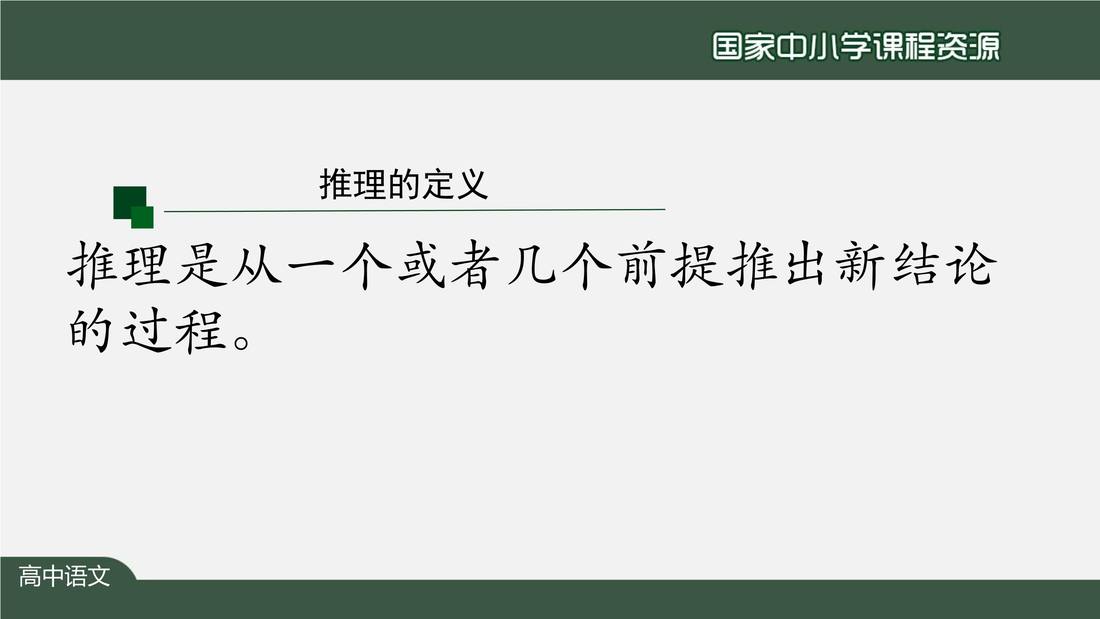 国家中小学课程资源
推理的定义
推理是从一个或者几个前提推出新结论
的过程。
高中语文